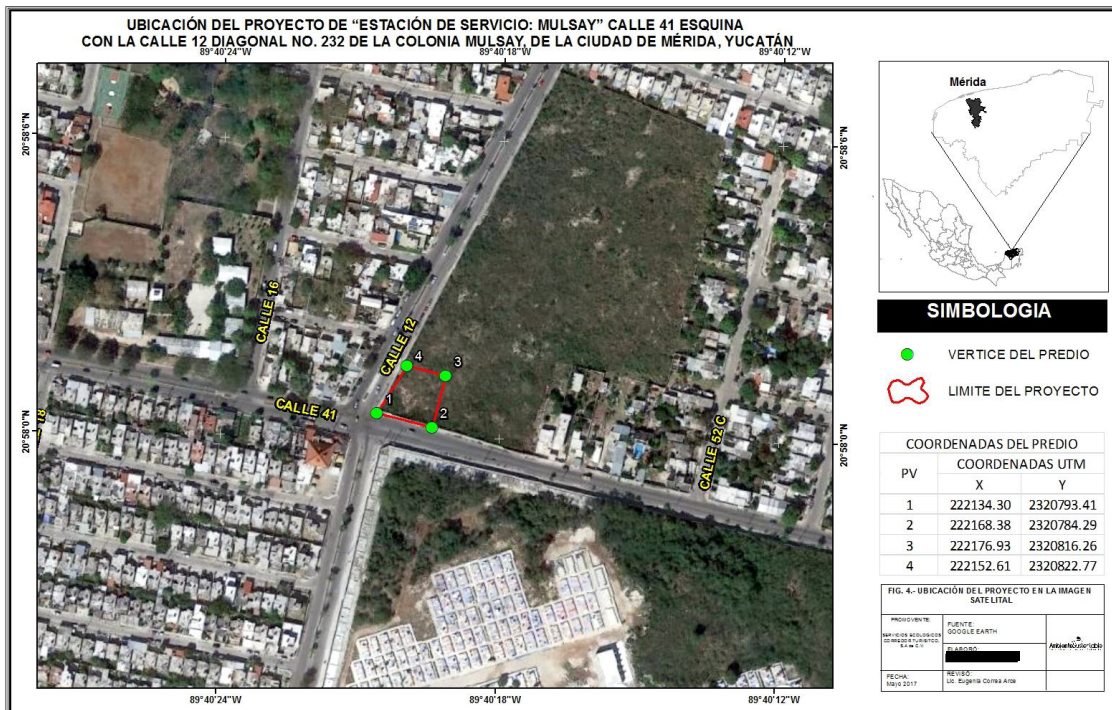 UBICACIÓN DEL PROYECTO DE “ESTACIÓN DE SERVICIO: MULSAY” CALLE 41 ESQUINA
CON LA CALLE 12 DIAGONAL NO. 232 DE LA COLONIA MULSAY, DE LA CIUDAD DE MÉRIDA, YUCATÁN
89°40'24"W
89°40'18"W
89°40'12"W
20°58'6"N
20°58'6"N
20°58'0"N
20°58'0"N
CALLE 16
CALLE 12
CALLE 41
CALLE 52 C
18
1
2
3
4
89°40'24"W
89°40'18"W
89°40'12"W
Mérida
SIMBOLOGIA
VERTICE DEL PREDIO
LIMITE DEL PROYECTO
COORDENADAS DEL PREDIO
PV COORDENADAS UTM
X Y
1 222134.30 2320793.41
2 222168.38 2320784.29
3 222176.93 2320816.26
4 222152.61 2320822.77
FIG. 4.- UBICACIÓN DEL PROYECTO EN LA IMAGEN
SATELITAL
PROMOVENTE:
SERVICIOS ECOLOGICOS
CORREDOR TURISITCO,
S.A de C.V.
FUENTE:
GOOGLE EARTH
ELABORÓ:
FECHA:
Mayo 2017
REVISÓ:
Lic. Eugenia Correa Arce